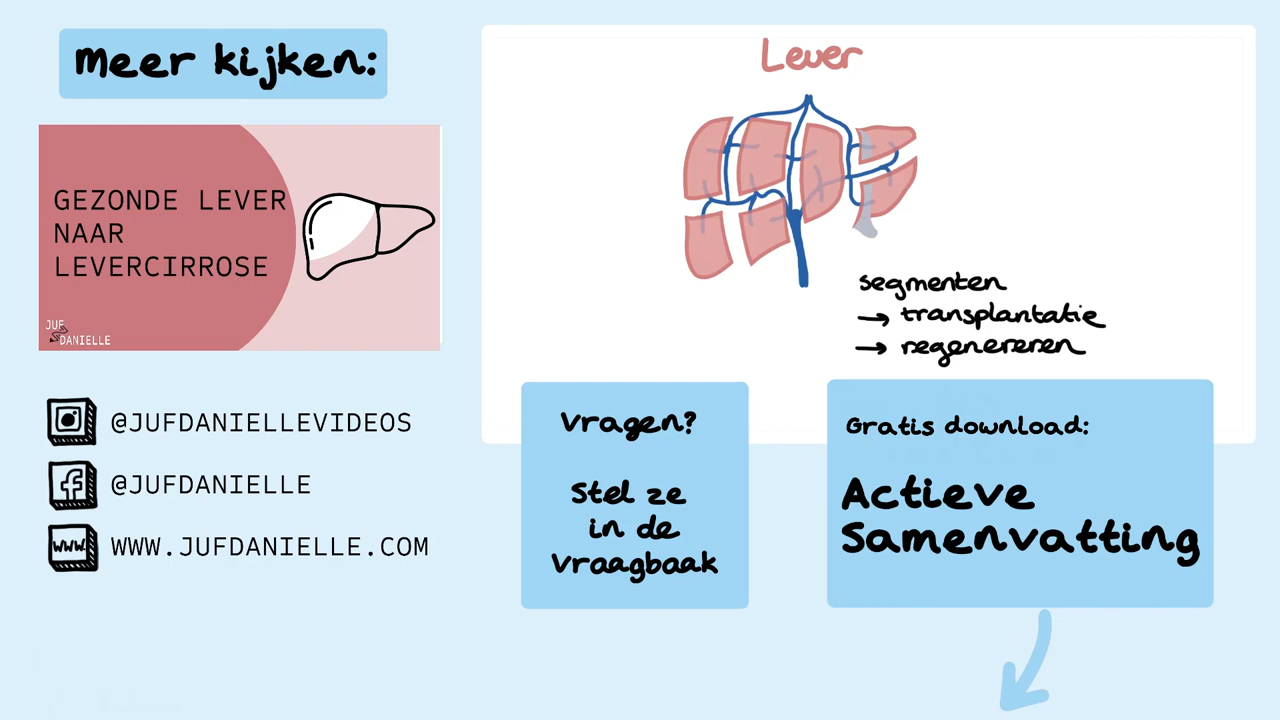 Meer kijken:
GEZONDE LEVER
NAAR
LEVERCIRROSE
JUF
DANIELLE
@JUFDANIELLEVIDEOS
@JUFDANIELLE
www
WWW.JUFDANIELLE.COM
Lever
segmenten
→ transplantatie
→ regenereren
Vragen?
Stel ze
in de
vraagbaak
Gratis download:
Actieve
Samenvatting